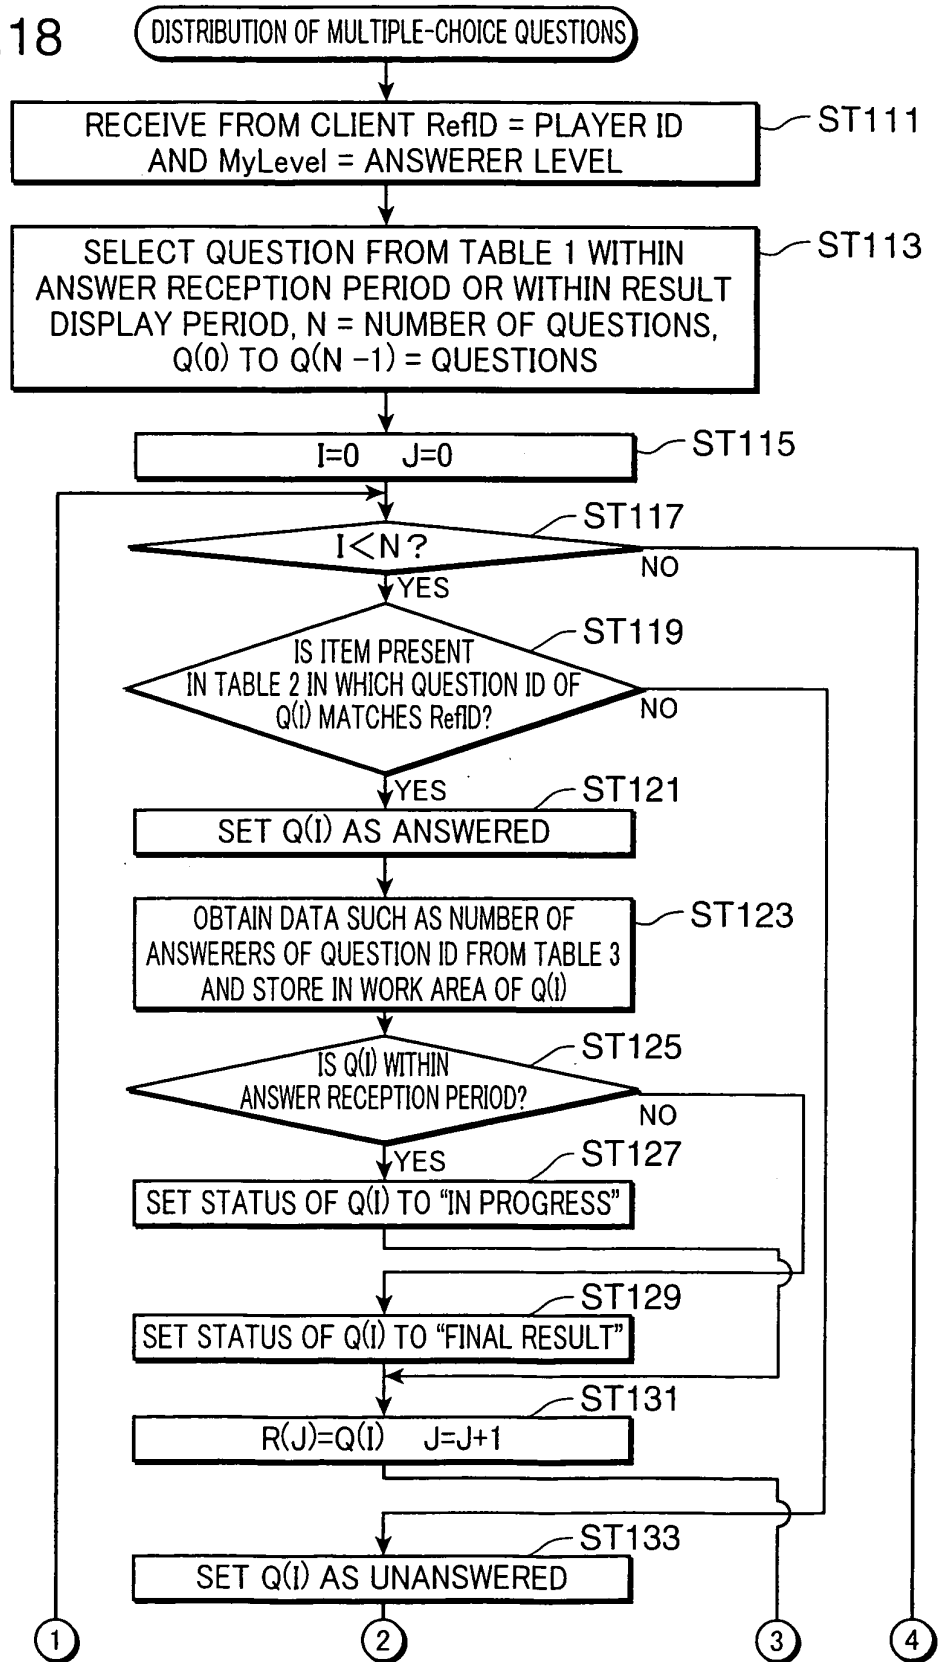 .18
DISTRIBUTION OF MULTIPLE-CHOICE QUESTIONS
RECEIVE FROM CLIENT RefID = PLAYER ID
AND MyLevel = ANSWERER LEVEL
ST111
SELECT QUESTION FROM TABLE 1 WITHIN
ANSWER RECEPTION PERIOD OR WITHIN RESULT
DISPLAY PERIOD, N = NUMBER OF QUESTIONS,
Q(0) TO Q(N -1) = QUESTIONS
ST113
I=0 J=0
ST115
I<N?
ST117
NO
YES
IS ITEM PRESENT
IN TABLE 2 IN WHICH QUESTION ID OF
Q(I) MATCHES RefID?
ST119
NO
YES
SET Q(I) AS ANSWERED
ST121
OBTAIN DATA SUCH AS NUMBER OF
ANSWERERS OF QUESTION ID FROM TABLE 3
AND STORE IN WORK AREA OF Q(I)
ST123
IS Q(I) WITHIN
ANSWER RECEPTION PERIOD?
ST125
NO
YES
SET STATUS OF Q(I) TO “IN PROGRESS”
ST127
SET STATUS OF Q(I) TO “FINAL RESULT”
ST129
R(J)=Q(I) J=J+1
ST131
SET Q(I) AS UNANSWERED
ST133
1
2
3
4